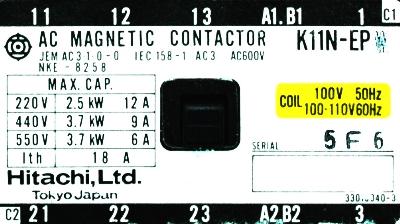 11 12 13 A1.B1 1 C1
AC MAGNETIC CONTACTOR K11N-EP
JEM AC3 1-0-0 IEC 158-1 AC3 AC600V
NKE-8258
MAX. CAP.
220V 2.5 kW 12 A
440V 3.7 kW 9 A
550V 3.7 kW 6 A
Ith 18 A
COIL 100V 50Hz
100-110V 60Hz
SERIAL 5F6
Hitachi, Ltd.
Tokyo Japan
C2 21 22 23 A2.B2 3